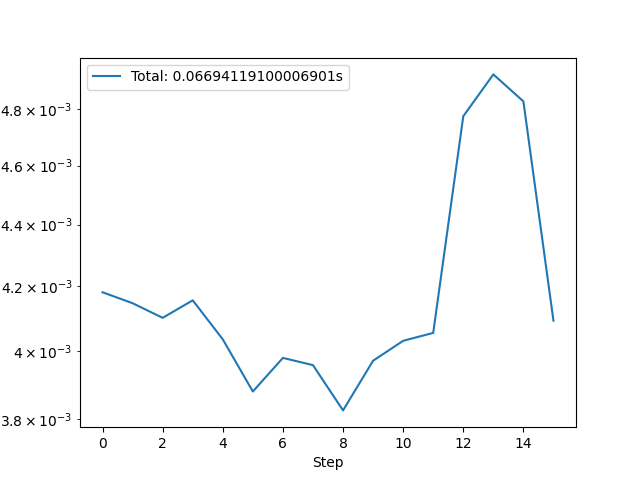 Total: 0.06694119100006901s
4.8 × 10⁻³
4.6 × 10⁻³
4.4 × 10⁻³
4.2 × 10⁻³
4 × 10⁻³
3.8 × 10⁻³
0 2 4 6 8 10 12 14
Step